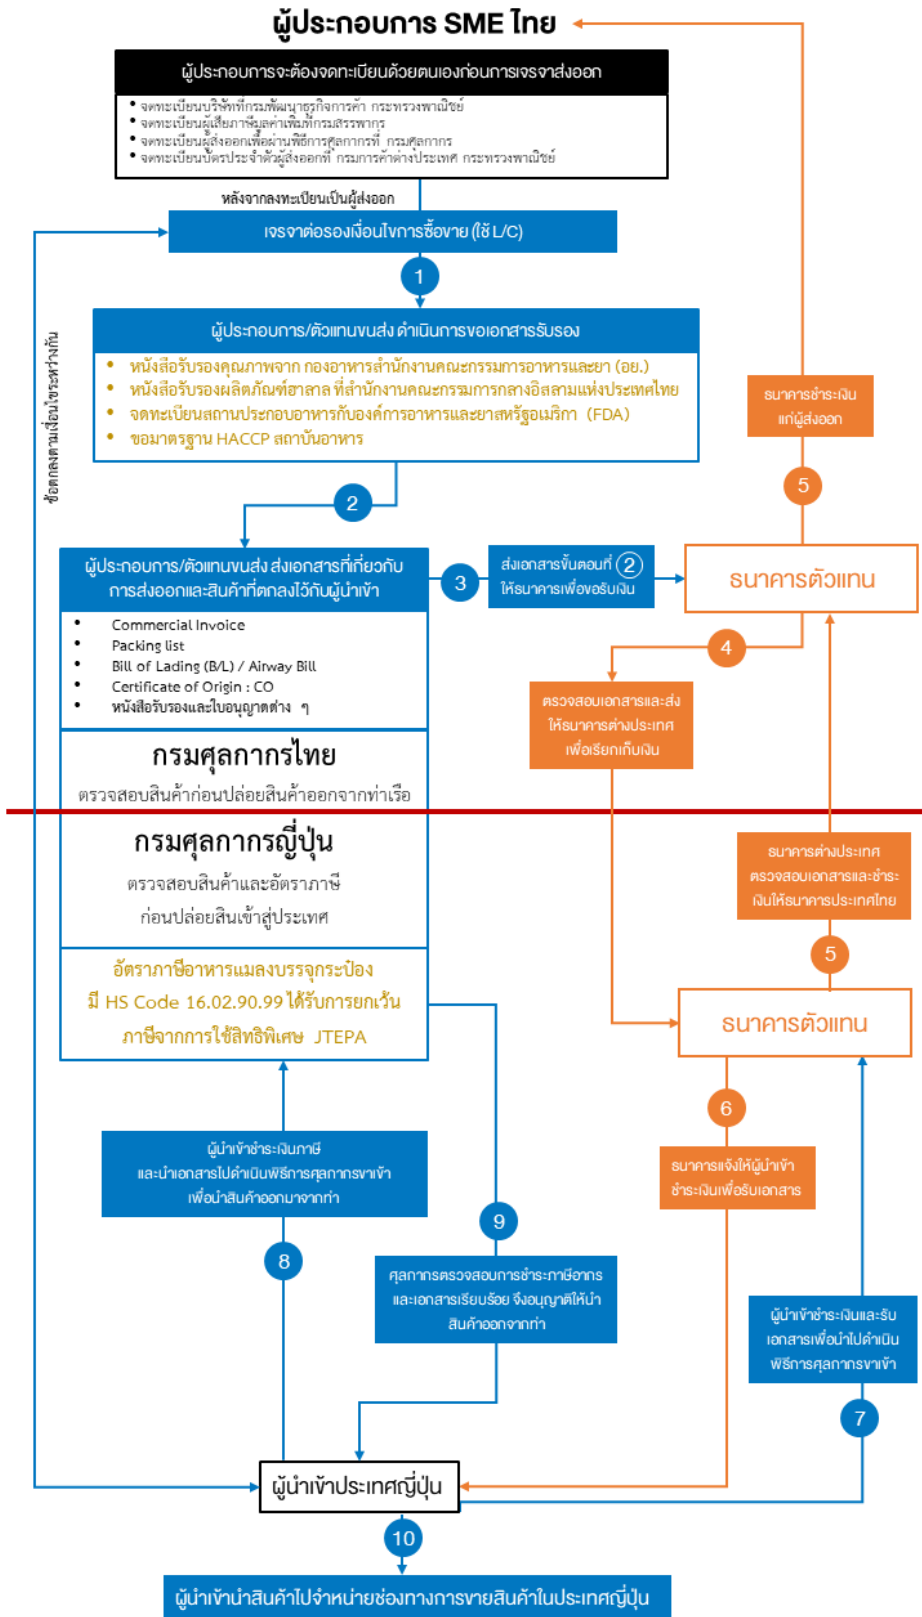 ผู้ประกอบการ SME ไทย
ผู้ประกอบการจะต้องจดทะเบียนด้วยตนเองก่อนการเจรจาส่งออก
• จดทะเบียนบริษัทที่กรมพัฒนาธุรกิจการค้า กระทรวงพาณิชย์
• จดทะเบียนผู้เสียภาษีมูลค่าเพิ่มที่กรมสรรพากร
• จดทะเบียนผู้ส่งออกเพื่อผ่านพิธีการศุลกากรที่ กรมศุลกากร
• จดทะเบียนบัตรประจำตัวผู้ส่งออกที่ กรมการค้าต่างประเทศ กระทรวงพาณิชย์
หลังจากลงทะเบียนเป็นผู้ส่งออก
เจรจาต่อรองเงื่อนไขการซื้อขาย (ใช้ L/C)
1
ข้อตกลงตามเงื่อนไขระหว่างกัน
ผู้ประกอบการ/ตัวแทนขนส่ง ดำเนินการขอเอกสารรับรอง
• หนังสือรับรองคุณภาพจาก กองอาหารสำนักงานคณะกรรมการอาหารและยา (อย.)
• หนังสือรับรองผลิตภัณฑ์ฮาลาล ที่สำนักงานคณะกรรมการกลางอิสลามแห่งประเทศไทย
• จดทะเบียนสถานประกอบอาหารกับองค์การอาหารและยาสหรัฐอเมริกา (FDA)
• ขอมาตรฐาน HACCP สถาบันอาหาร
ธนาคารชำระเงิน
แก่ผู้ส่งออก
5
2
ผู้ประกอบการ/ตัวแทนขนส่ง ส่งเอกสารที่เกี่ยวกับ
การส่งออกและสินค้าที่ตกลงไว้กับผู้นำเข้า
3
ส่งเอกสารขั้นตอนที่ 2
ให้ธนาคารเพื่อขอรับเงิน
ธนาคารตัวแทน
• Commercial Invoice
• Packing list
• Bill of Lading (B/L) / Airway Bill
• Certificate of Origin : CO
• หนังสือรับรองและใบอนุญาตต่าง ๆ
4
ตรวจสอบเอกสารและส่ง
ให้ธนาคารต่างประเทศ
เพื่อเรียกเก็บเงิน
กรมศุลกากรไทย
ตรวจสอบสินค้าก่อนปล่อยสินค้าออกจากท่าเรือ
กรมศุลกากรญี่ปุ่น
ตรวจสอบสินค้าและอัตราภาษี
ก่อนปล่อยสินเข้าสู่ประเทศ
ธนาคารต่างประเทศ
ตรวจสอบเอกสารและชำระ
เงินให้ธนาคารประเทศไทย
5
อัตราภาษีอาหารแมลงบรรจุกระป๋อง
มี HS Code 16.02.90.99 ได้รับการยกเว้น
ภาษีจากการใช้สิทธิพิเศษ JTEPA
ธนาคารตัวแทน
6
ธนาคารแจ้งให้ผู้นำเข้า
ชำระเงินเพื่อรับเอกสาร
ผู้นำเข้าชำระเงินภาษี
และนำเอกสารไปดำเนินพิธีการศุลกากรขาเข้า
เพื่อนำสินค้าออกมาจากท่า
8
9
ศุลกากรตรวจสอบการชำระภาษีอากร
และเอกสารเรียบร้อย จึงอนุญาติให้นำ
สินค้าออกจากท่า
ผู้นำเข้าชำระเงินและรับ
เอกสารเพื่อนำไปดำเนิน
พิธีการศุลกากรขาเข้า
7
ผู้นำเข้าประเทศญี่ปุ่น
10
ผู้นำเข้านำสินค้าไปจำหน่ายช่องทางการขายสินค้าในประเทศญี่ปุ่น